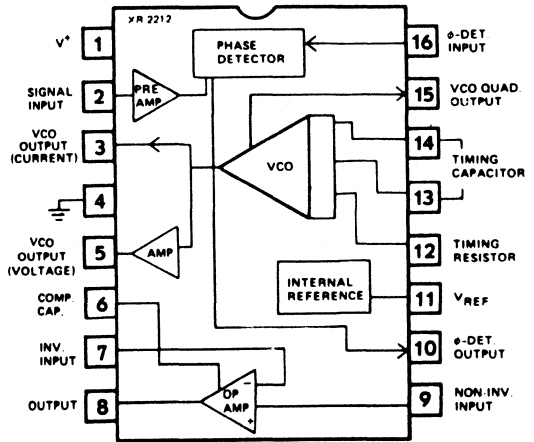 XR 2212
PHASE
DETECTOR
PRE
AMP
VCO
AMP
INTERNAL
REFERENCE
OP
AMP
−
+
V+
1
SIGNAL
INPUT
2
VCO
OUTPUT
(CURRENT)
3
4
VCO
OUTPUT
(VOLTAGE)
5
COMP.
CAP.
6
INV.
INPUT
7
OUTPUT
8
16
ø-DET.
INPUT
15
VCO QUAD.
OUTPUT
14
TIMING
CAPACITOR
13
12
TIMING
RESISTOR
11
VREF
10
ø-DET.
OUTPUT
9
NON-INV.
INPUT